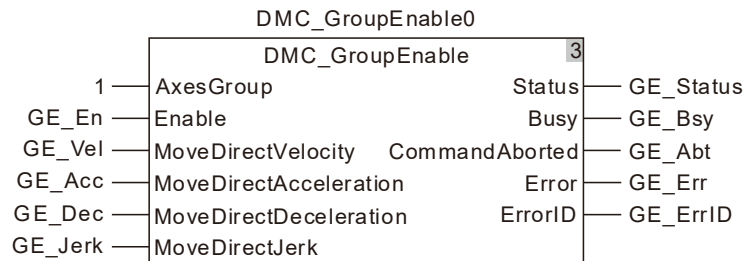 DMC_GroupEnable0
DMC_GroupEnable 3
1 AxesGroup Status GE_Status
GE_En Enable Busy GE_Bsy
GE_Vel MoveDirectVelocity CommandAborted GE_Abt
GE_Acc MoveDirectAcceleration Error GE_Err
GE_Dec MoveDirectDeceleration ErrorID GE_ErrID
GE_Jerk MoveDirectJerk